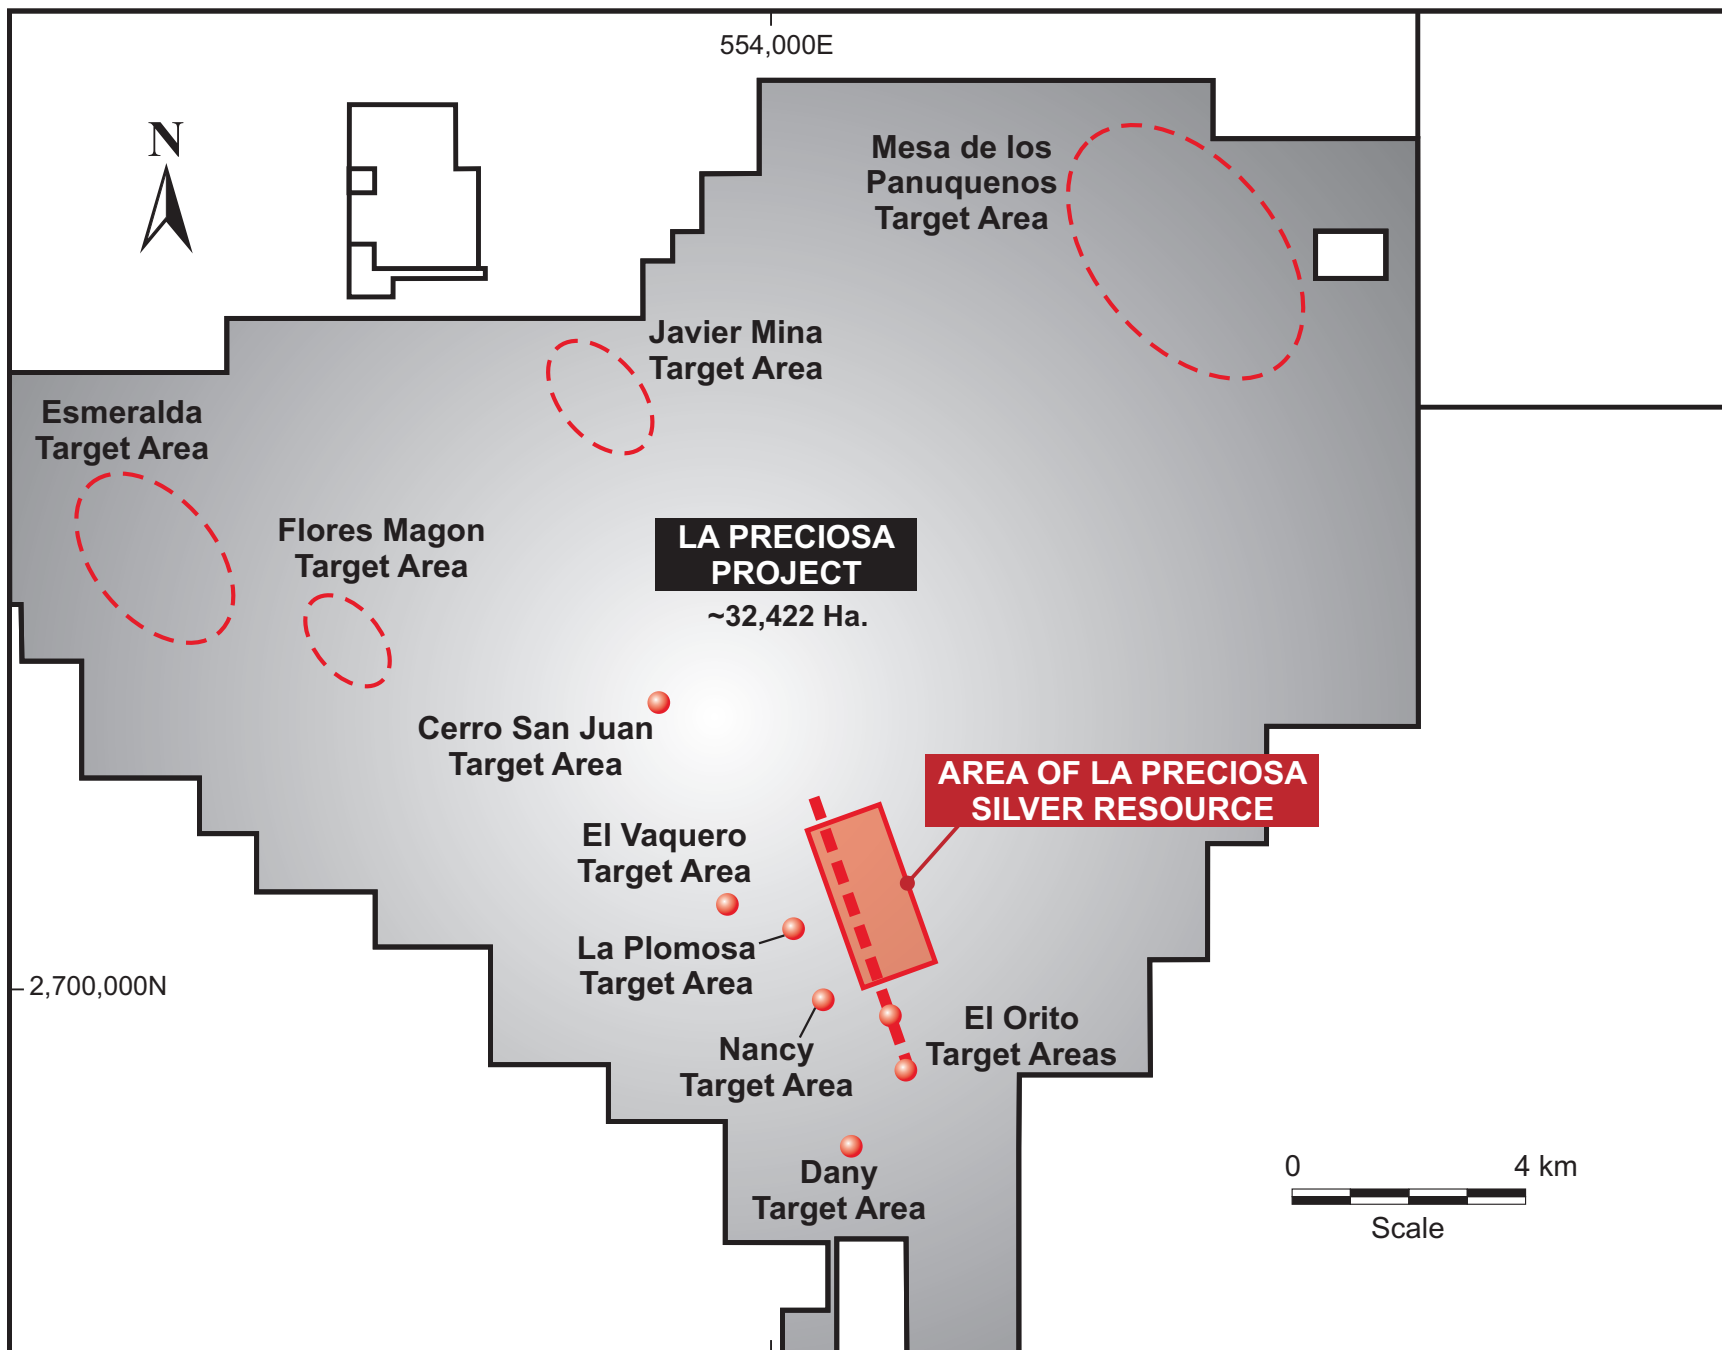 554,000E
N
Mesa de los
Panuquenos
Target Area
Javier Mina
Target Area
Esmeralda
Target Area
Flores Magon
Target Area
LA PRECIOSA
PROJECT
~32,422 Ha.
Cerro San Juan
Target Area
AREA OF LA PRECIOSA
SILVER RESOURCE
El Vaquero
Target Area
La Plomosa
Target Area
2,700,000N
El Orito
Target Areas
Nancy
Target Area
Dany
Target Area
0 4 km
Scale